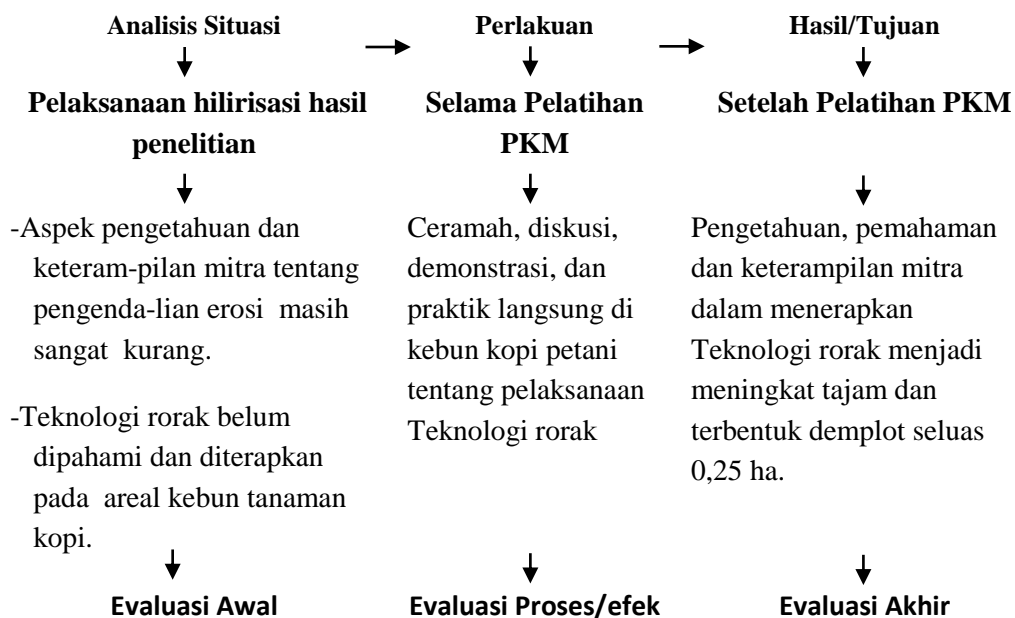 Analisis Situasi
Perlakuan
Hasil/Tujuan
Pelaksanaan hilirisasi hasil
penelitian
Selama Pelatihan
PKM
Setelah Pelatihan PKM
-Aspek pengetahuan dan
keteram-pilan mitra tentang
pengenda-lian erosi masih
sangat kurang.
-Teknologi rorak belum
dipahami dan diterapkan
pada areal kebun tanaman
kopi.
Ceramah, diskusi,
demonstrasi, dan
praktik langsung di
kebun kopi petani
tentang pelaksanaan
Teknologi rorak
Pengetahuan, pemahaman
dan keterampilan mitra
dalam menerapkan
Teknologi rorak menjadi
meningkat tajam dan
terbentuk demplot seluas
0,25 ha.
Evaluasi Awal
Evaluasi Proses/efek
Evaluasi Akhir